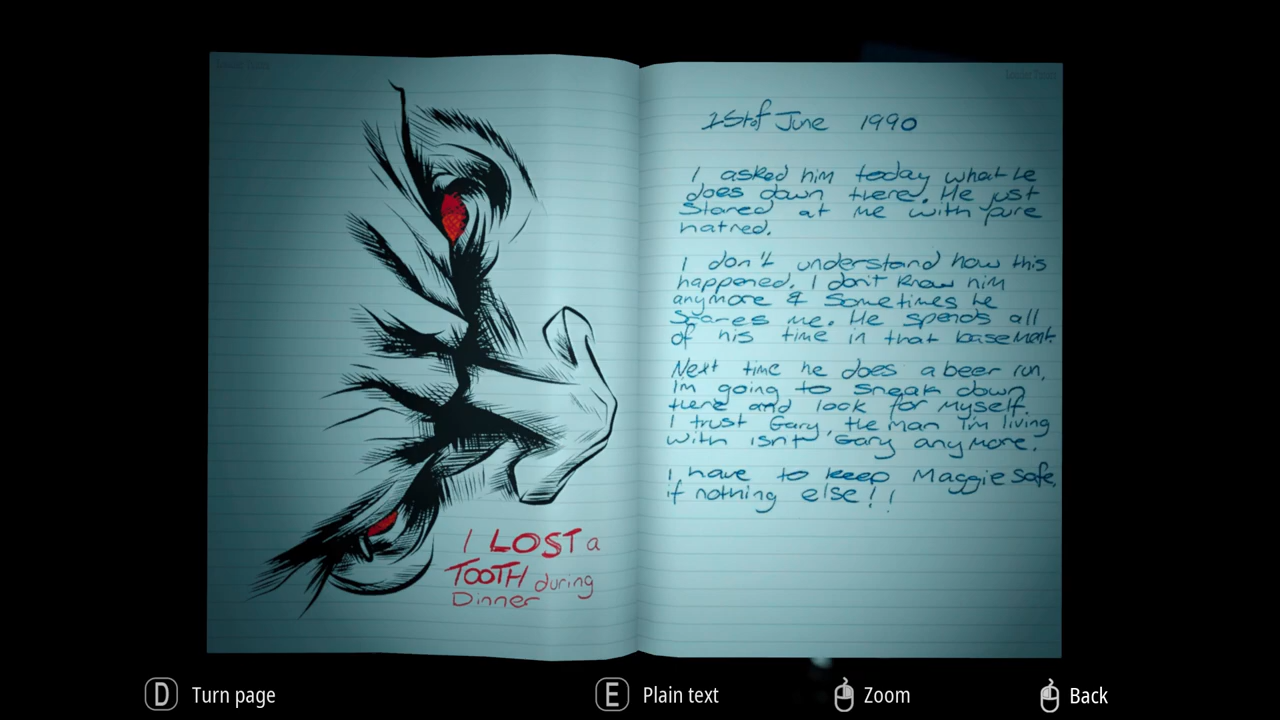 I LOST a
TOOTH during
Dinner
1st of June 1990
I asked him today what he
does down there. He just
stared at me with pure
hatred.
I don't understand how this
happened. I don't know him
anymore & sometimes he
scares me. He spends all
of his time in that basement.
Next time he does a beer run,
I'm going to sneak down
there and look for myself.
I trust Gary, the man I'm living
with isn't Gary anymore.
I have to keep Maggie safe,
if nothing else!!
D Turn page
E Plain text
Zoom
Back